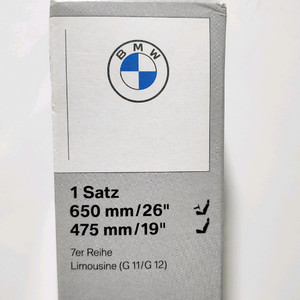 BMW
1 Satz
650 mm/26"
475 mm/19"
7er Reihe
Limousine (G 11/G 12)